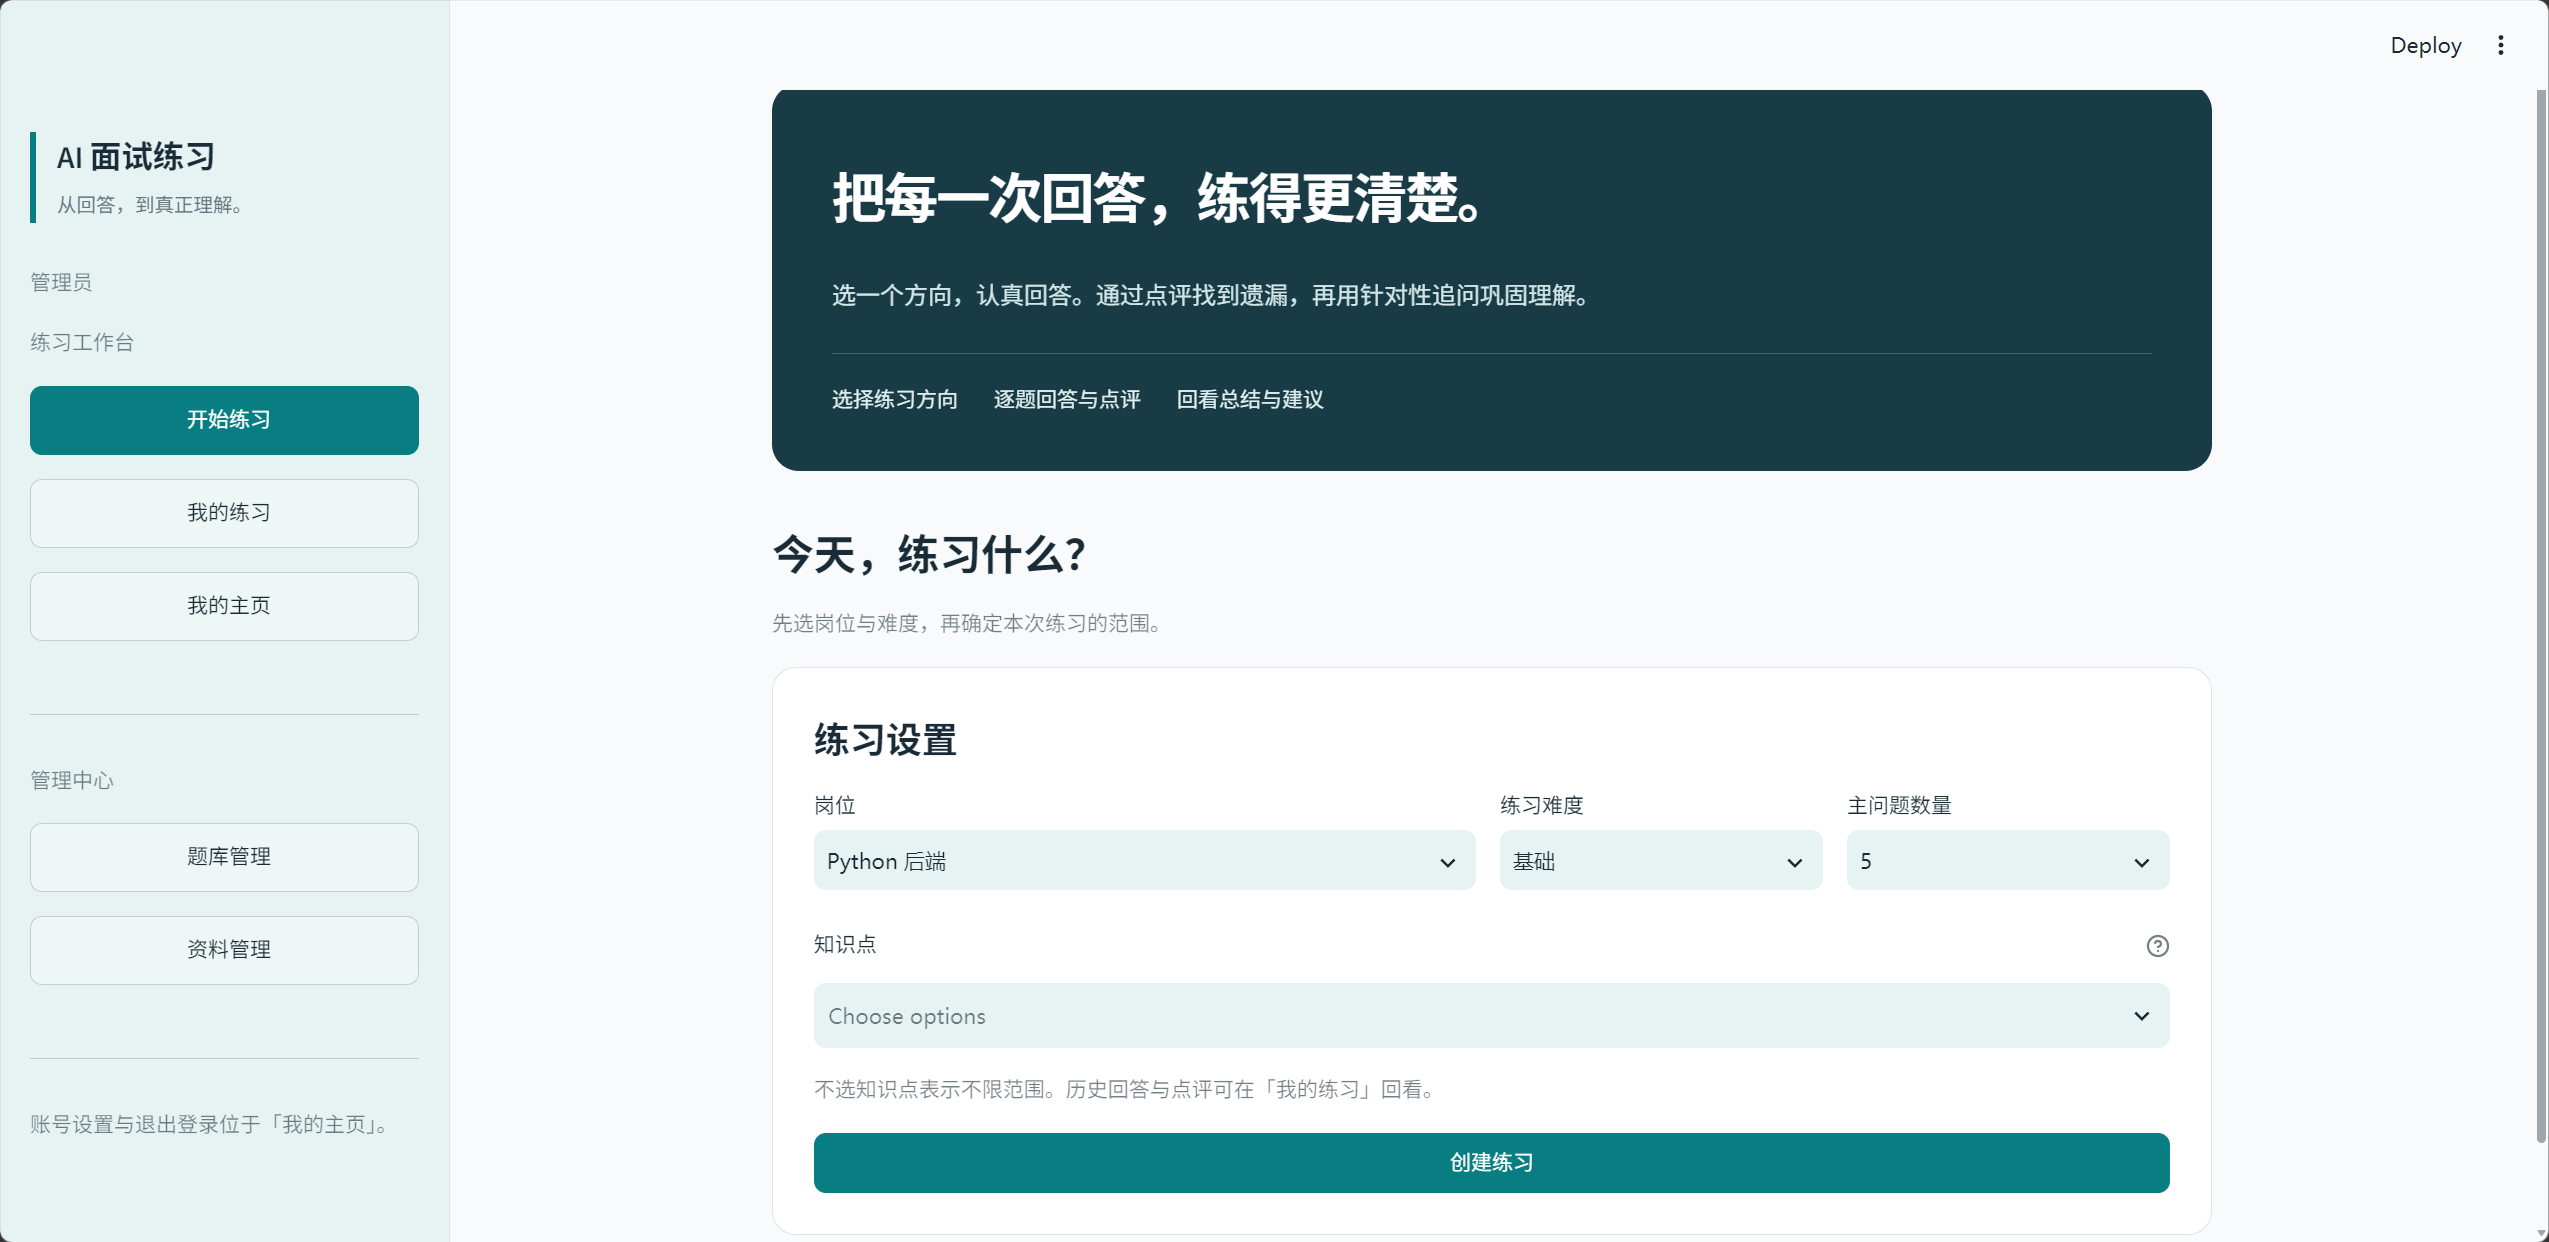 Deploy
AI 面试练习
从回答，到真正理解。
管理员
练习工作台
开始练习
我的练习
我的主页
管理中心
题库管理
资料管理
账号设置与退出登录位于「我的主页」。
把每一次回答，练得更清楚。
选一个方向，认真回答。通过点评找到遗漏，再用针对性追问巩固理解。
选择练习方向 逐题回答与点评 回看总结与建议
今天，练习什么？
先选岗位与难度，再确定本次练习的范围。
练习设置
岗位 练习难度 主问题数量
Python 后端 基础 5
知识点
Choose options
不选知识点表示不限范围。历史回答与点评可在「我的练习」回看。
创建练习